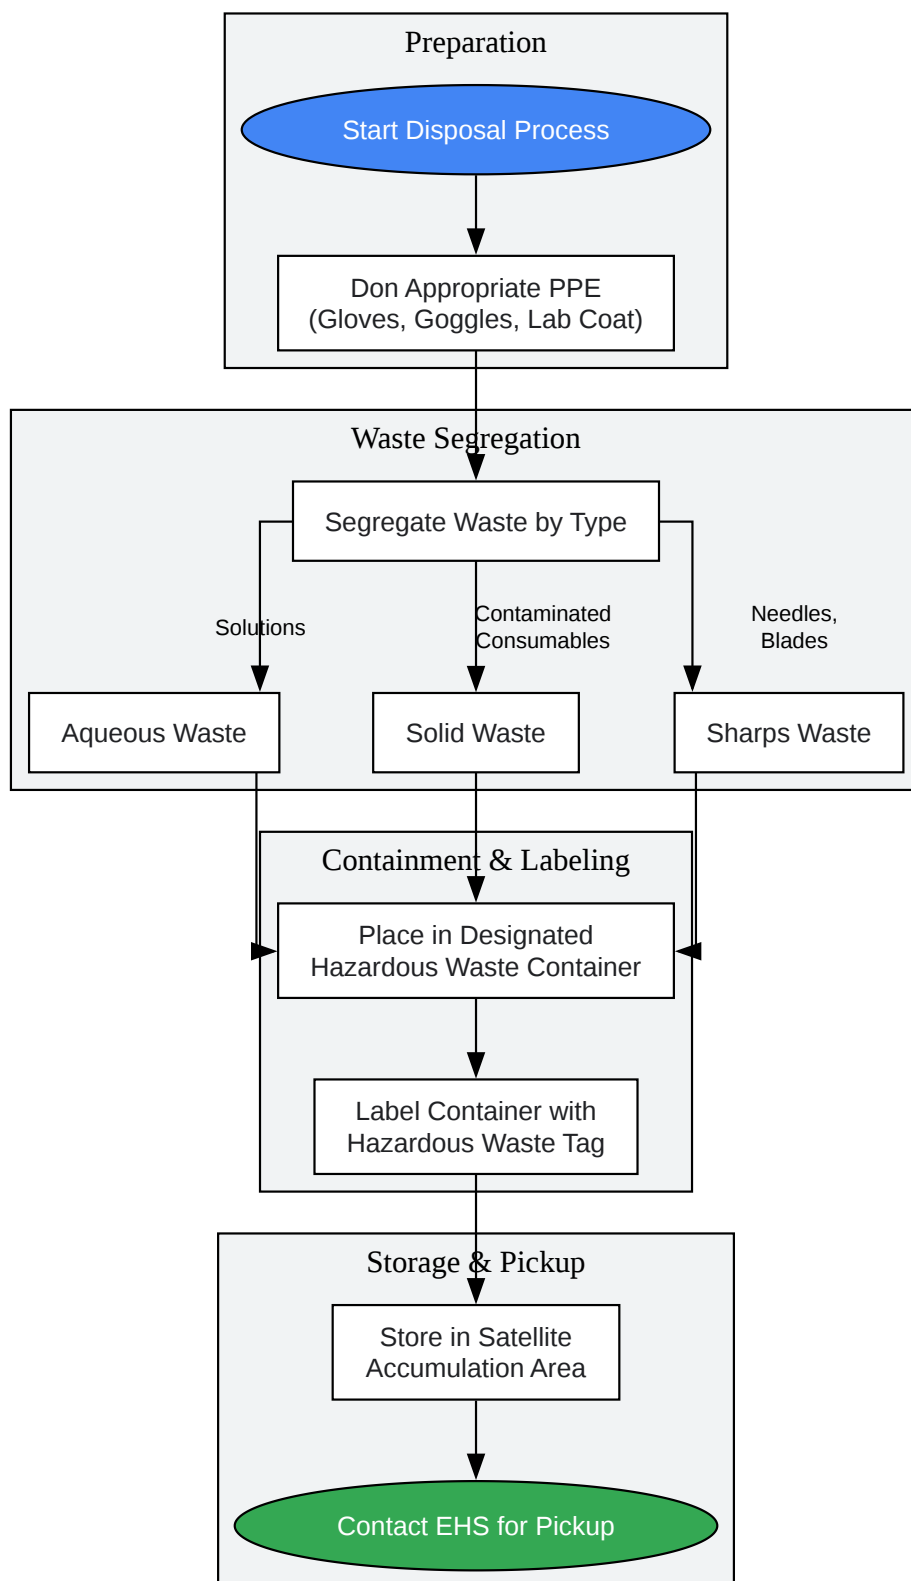 Preparation
Start Disposal Process
Don Appropriate PPE
(Gloves, Goggles, Lab Coat)
Waste Segregation
Segregate Waste by Type
Solutions
Contaminated
Consumables
Needles,
Blades
Aqueous Waste
Solid Waste
Sharps Waste
Containment & Labeling
Place in Designated
Hazardous Waste Container
Label Container with
Hazardous Waste Tag
Storage & Pickup
Store in Satellite
Accumulation Area
Contact EHS for Pickup